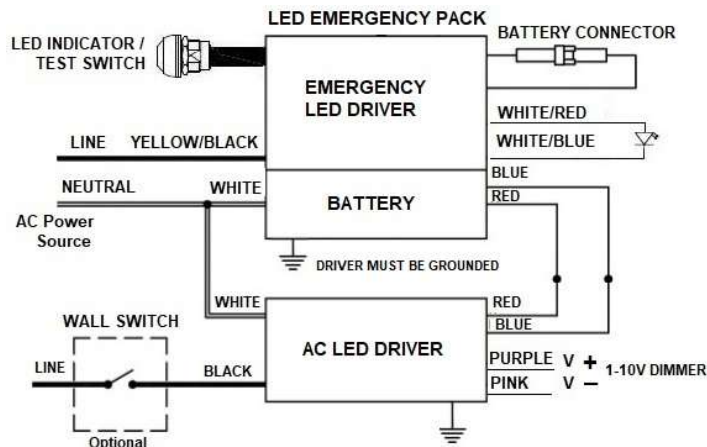 LED EMERGENCY PACK
LED INDICATOR /
TEST SWITCH
BATTERY CONNECTOR
EMERGENCY
LED DRIVER
WHITE/RED
LINE YELLOW/BLACK
WHITE/BLUE
BLUE
NEUTRAL WHITE
BATTERY
RED
AC Power
Source
DRIVER MUST BE GROUNDED
WHITE
RED
WALL SWITCH
BLUE
AC LED DRIVER
LINE
BLACK
PURPLE V +
1-10V DIMMER
PINK V −
Optional